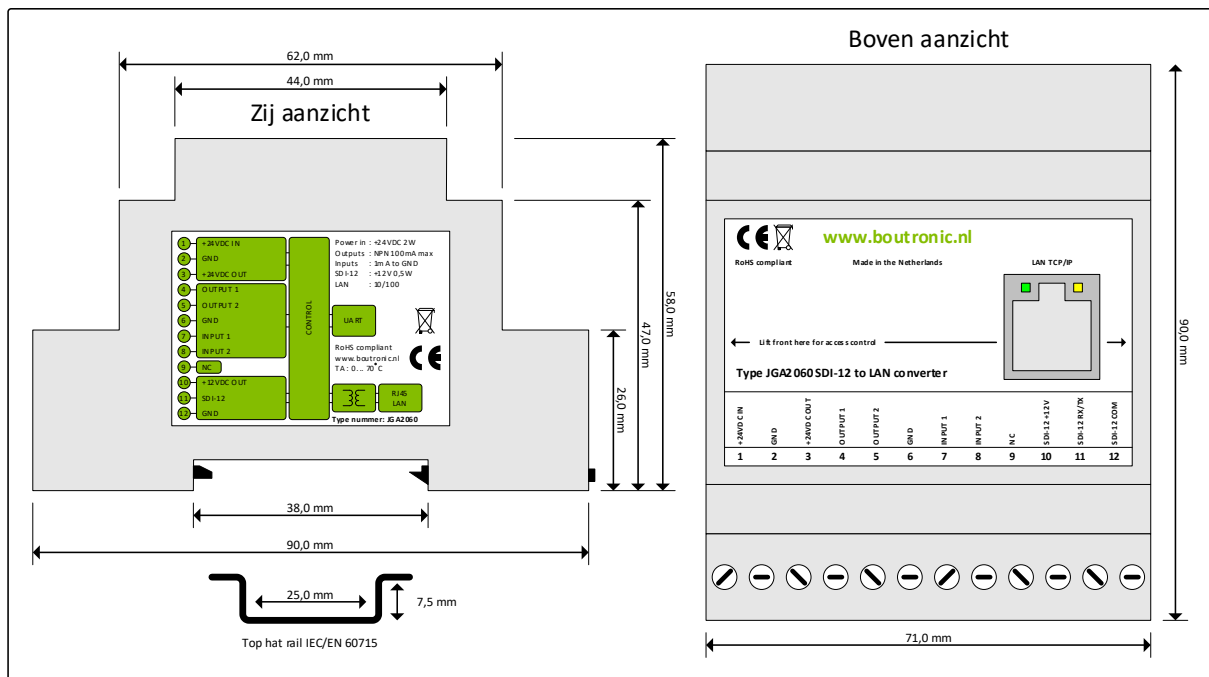 62,0 mm
44,0 mm
Zij aanzicht
1 +24VDC IN
2 GND
3 +24VDC OUT
4 OUTPUT 1
5 OUTPUT 2
6 GND
7 INPUT 1
8 INPUT 2
9 NC
10 +12VDC OUT
11 SDI-12
12 GND
CONTROL
Power in : +24VDC 2W
Outputs : NPN 100mA max
Inputs : 1mA to GND
SDI-12 : +12V 0,5W
LAN : 10/100
UART
RoHS compliant
www.boutronic.nl
TA : 0 ... 70°C
CE
RJ45
LAN
Type nummer: JGA2060
58,0 mm
47,0 mm
26,0 mm
38,0 mm
90,0 mm
25,0 mm
7,5 mm
Top hat rail IEC/EN 60715
Boven aanzicht
CE
www.boutronic.nl
RoHS compliant
Made in the Netherlands
LAN TCP/IP
Lift front here for access control
Type JGA2060 SDI-12 to LAN converter
+24VDC IN
GND
+24VDC OUT
OUTPUT 1
OUTPUT 2
GND
INPUT 1
INPUT 2
NC
SDI-12 +12V
SDI-12 RX/TX
SDI-12 COM
1 2 3 4 5 6 7 8 9 10 11 12
90,0 mm
71,0 mm